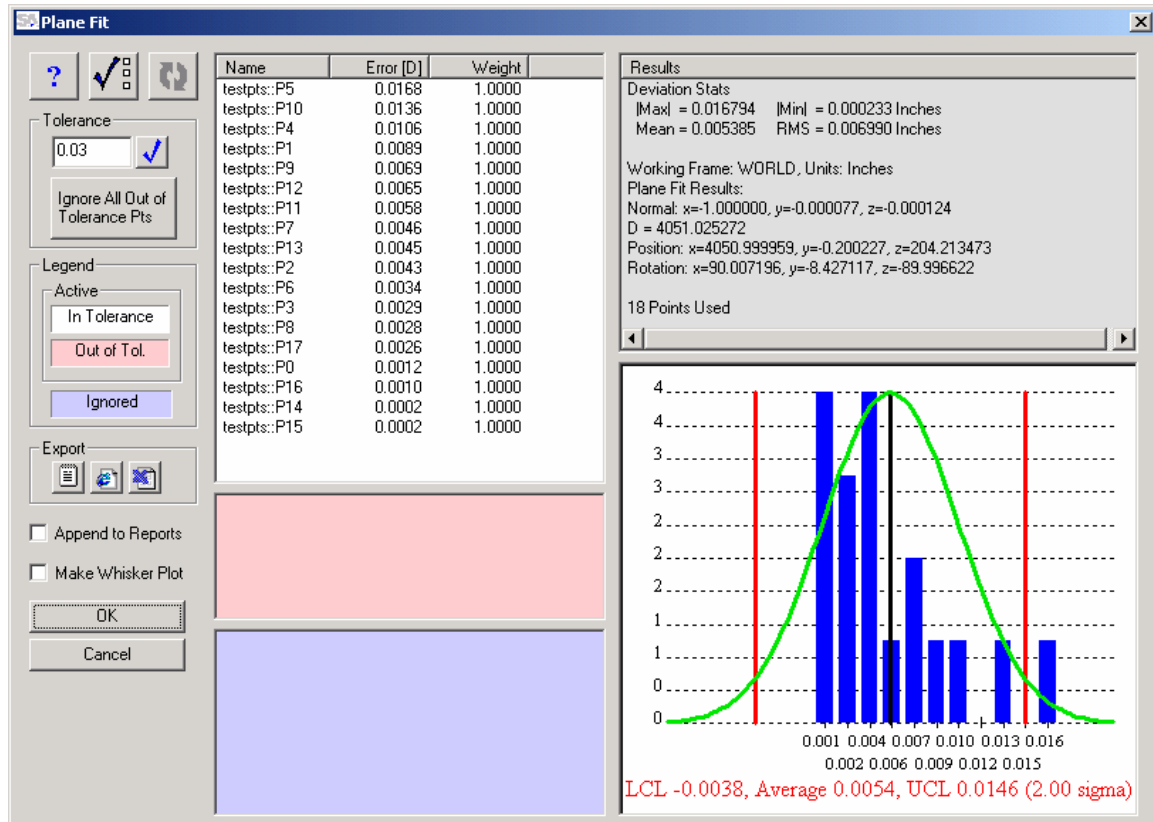 SA Plane Fit
?
Tolerance
0.03
Ignore All Out of
Tolerance Pts
Legend
Active
In Tolerance
Out of Tol.
Ignored
Export
Append to Reports
Make Whisker Plot
OK
Cancel
Name Error [D] Weight
testpts::P5 0.0168 1.0000
testpts::P10 0.0136 1.0000
testpts::P4 0.0106 1.0000
testpts::P1 0.0089 1.0000
testpts::P9 0.0069 1.0000
testpts::P12 0.0065 1.0000
testpts::P11 0.0058 1.0000
testpts::P7 0.0046 1.0000
testpts::P13 0.0045 1.0000
testpts::P2 0.0043 1.0000
testpts::P6 0.0034 1.0000
testpts::P3 0.0029 1.0000
testpts::P8 0.0028 1.0000
testpts::P17 0.0026 1.0000
testpts::P0 0.0012 1.0000
testpts::P16 0.0010 1.0000
testpts::P14 0.0002 1.0000
testpts::P15 0.0002 1.0000
Results
Deviation Stats
|Max| = 0.016794 |Min| = 0.000233 Inches
Mean = 0.005385 RMS = 0.006990 Inches
Working Frame: WORLD, Units: Inches
Plane Fit Results:
Normal: x=-1.000000, y=-0.000077, z=-0.000124
D = 4051.025272
Position: x=4050.999959, y=-0.200227, z=204.213473
Rotation: x=90.007196, y=-8.427117, z=-89.996622
18 Points Used
4
4
3
3
2
2
1
1
0
0
0.001 0.004 0.007 0.010 0.013 0.016
0.002 0.006 0.009 0.012 0.015
LCL -0.0038, Average 0.0054, UCL 0.0146 (2.00 sigma)